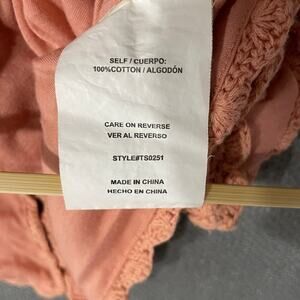 SELF / CUERPO:
100%COTTON / ALGODÓN
CARE ON REVERSE
VER AL REVERSO
STYLE#TS0251
MADE IN CHINA
HECHO EN CHINA